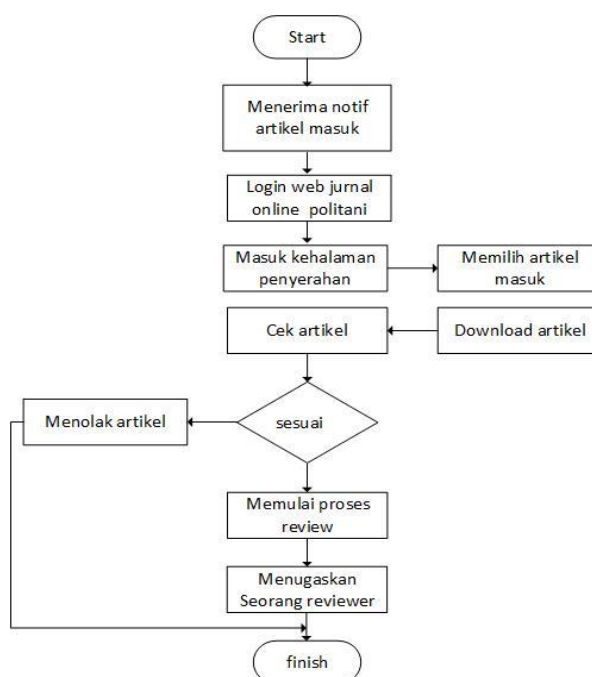 Start
Menerima notif
artikel masuk
Login web jurnal
online politani
Masuk kehalaman
penyerahan
Memilih artikel
masuk
Cek artikel
Download artikel
Menolak artikel
sesuai
Memulai proses
review
Menugaskan
Seorang reviewer
finish